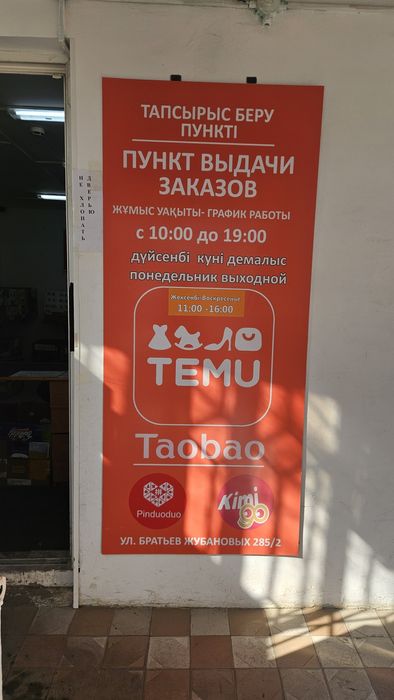 ТАПСЫРЫС БЕРУ
ПУНКТІ
ПУНКТ ВЫДАЧИ
ЗАКАЗОВ
ЖҰМЫС УАҚЫТЫ- ГРАФИК РАБОТЫ
с 10:00 до 19:00
дүйсенбі күні демалыс
понедельник выходной
Жексенбі-Воскресенье
11:00 -16:00
TEMU
Taobao
Pinduoduo
Kimi
go
УЛ. БРАТЬЕВ ЖУБАНОВЫХ 285/2
НЕ ХЛОПАТЬ
ДВЕРЬЮ